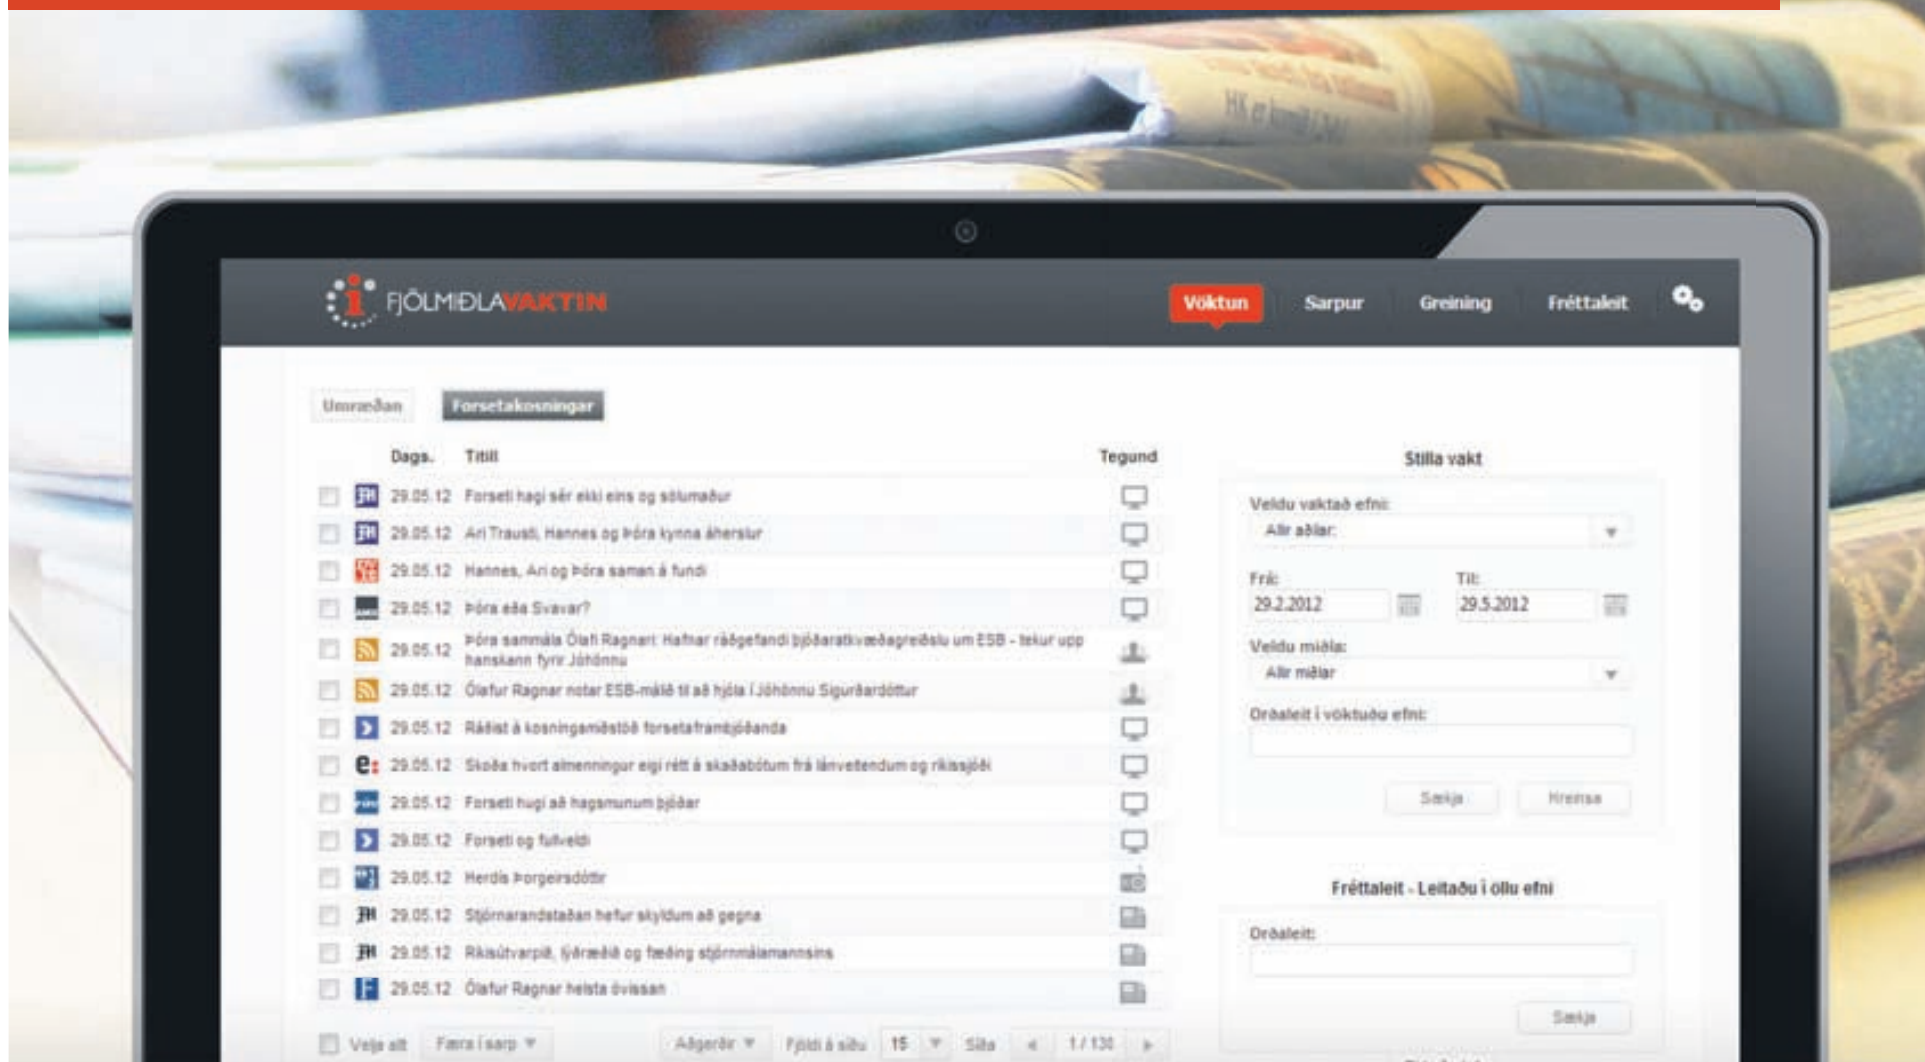 HK er komið í
FJÖLMIÐLAVAKTIN
Vöktun Sarpur Greining Fréttaleit
Umræðan Forsetakosningar
Dags. Titill Tegund
29.05.12 Forseti hagi sér ekki eins og sölumaður
29.05.12 Ari Trausti, Hannes og Þóra kynna áherslur
29.05.12 Hannes, Ari og Þóra saman á fundi
29.05.12 Þóra eða Svavar?
29.05.12 Þóra sammála Ólafi Ragnari: Hafnar ráðgefandi þjóðaratkvæðagreiðslu um ESB - tekur upp
hanskann fyrir Jóhönnu
29.05.12 Ólafur Ragnar notar ESB-málið til að hjóla í Jóhönnu Sigurðardóttur
29.05.12 Ráðist á kosningamiðstöð forsetaframbjóðanda
e: 29.05.12 Skoða hvort almenningur eigi rétt á skaðabótum frá lánveitendum og ríkissjóði
29.05.12 Forseti hugi að hagsmunum þjóðar
29.05.12 Forseti og fullveldi
29.05.12 Herdís Þorgeirsdóttir
29.05.12 Stjórnarandstaðan hefur skyldum að gegna
29.05.12 Ríkisútvarpið, lýðræðið og fæðing stjórnmálamannsins
F 29.05.12 Ólafur Ragnar helsta óvissan
Velja allt Færa í sarp Aðgerðir Fjöldi á síðu 15 Síða 1 / 130
Stilla vakt
Veldu vaktað efni:
Allir aðilar:
Frá: Til:
29.2.2012 29.5.2012
Veldu miðla:
Allir miðlar
Orðaleit í vöktuðu efni:
Sækja Hreinsa
Fréttaleit - Leitaðu í öllu efni
Orðaleit:
Sækja